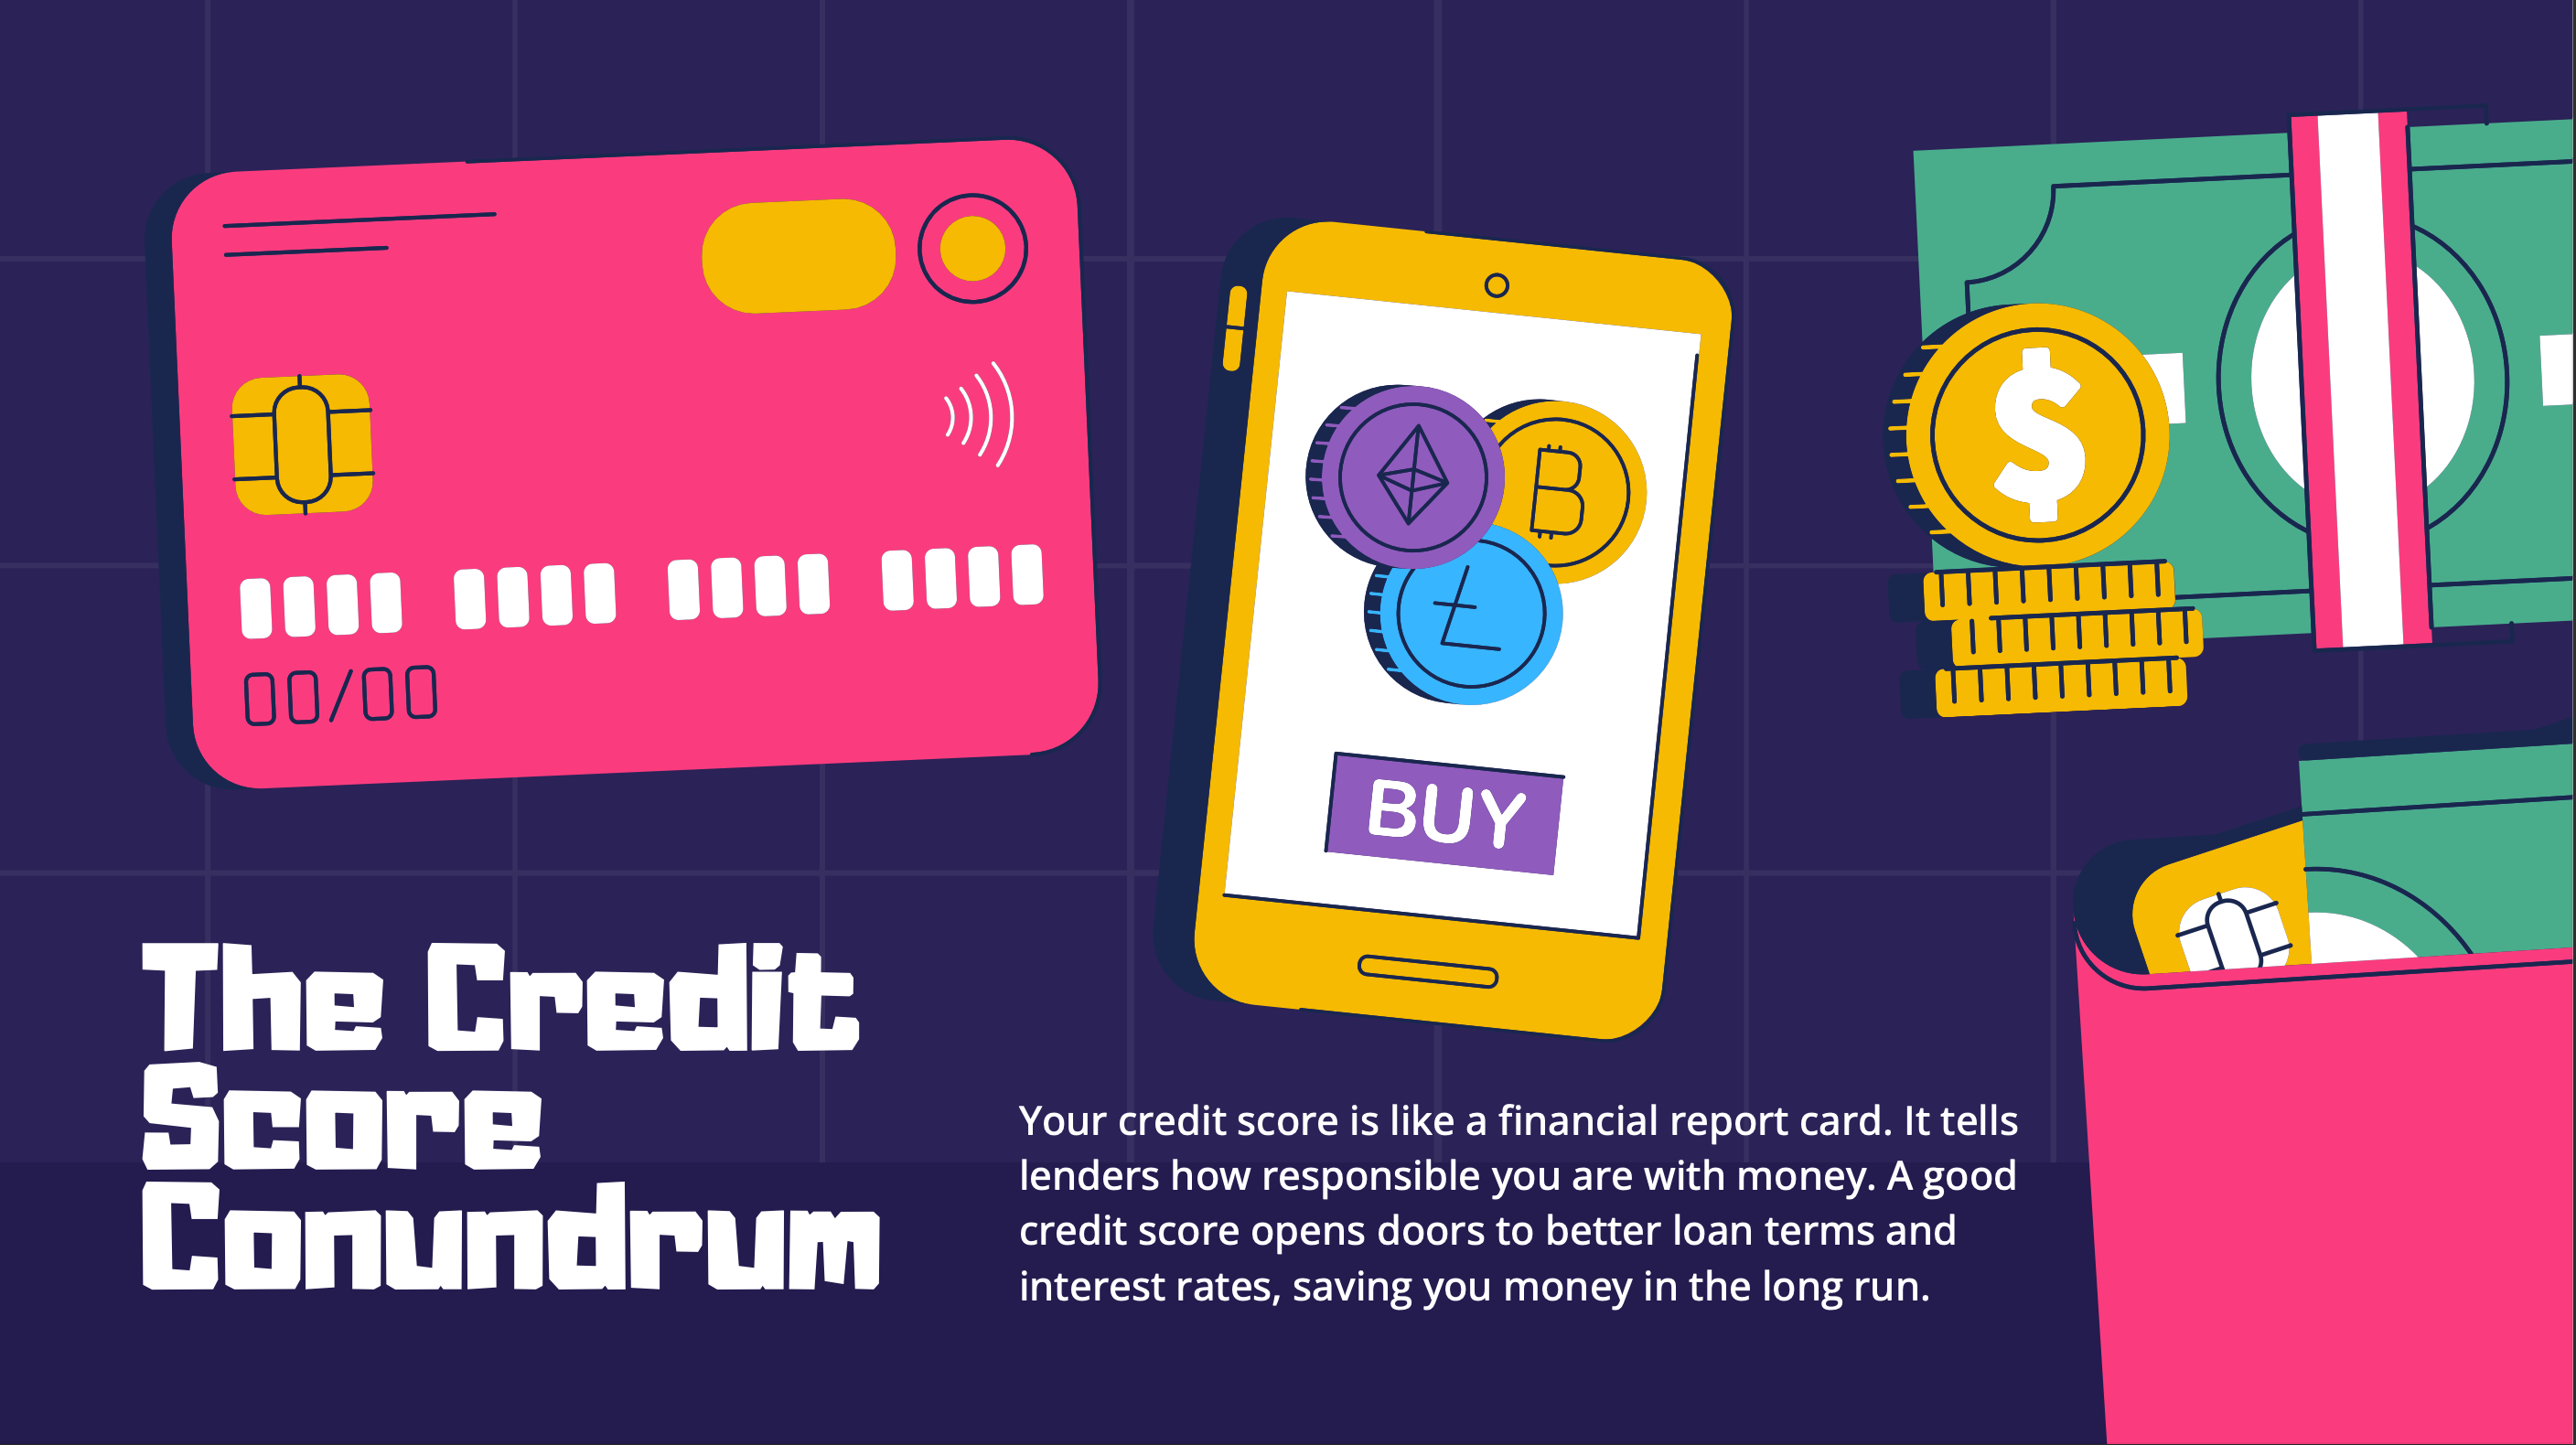 BUY
The Credit
Score
Conundrum
Your credit score is like a financial report card. It tells
lenders how responsible you are with money. A good
credit score opens doors to better loan terms and
interest rates, saving you money in the long run.
00/00
$